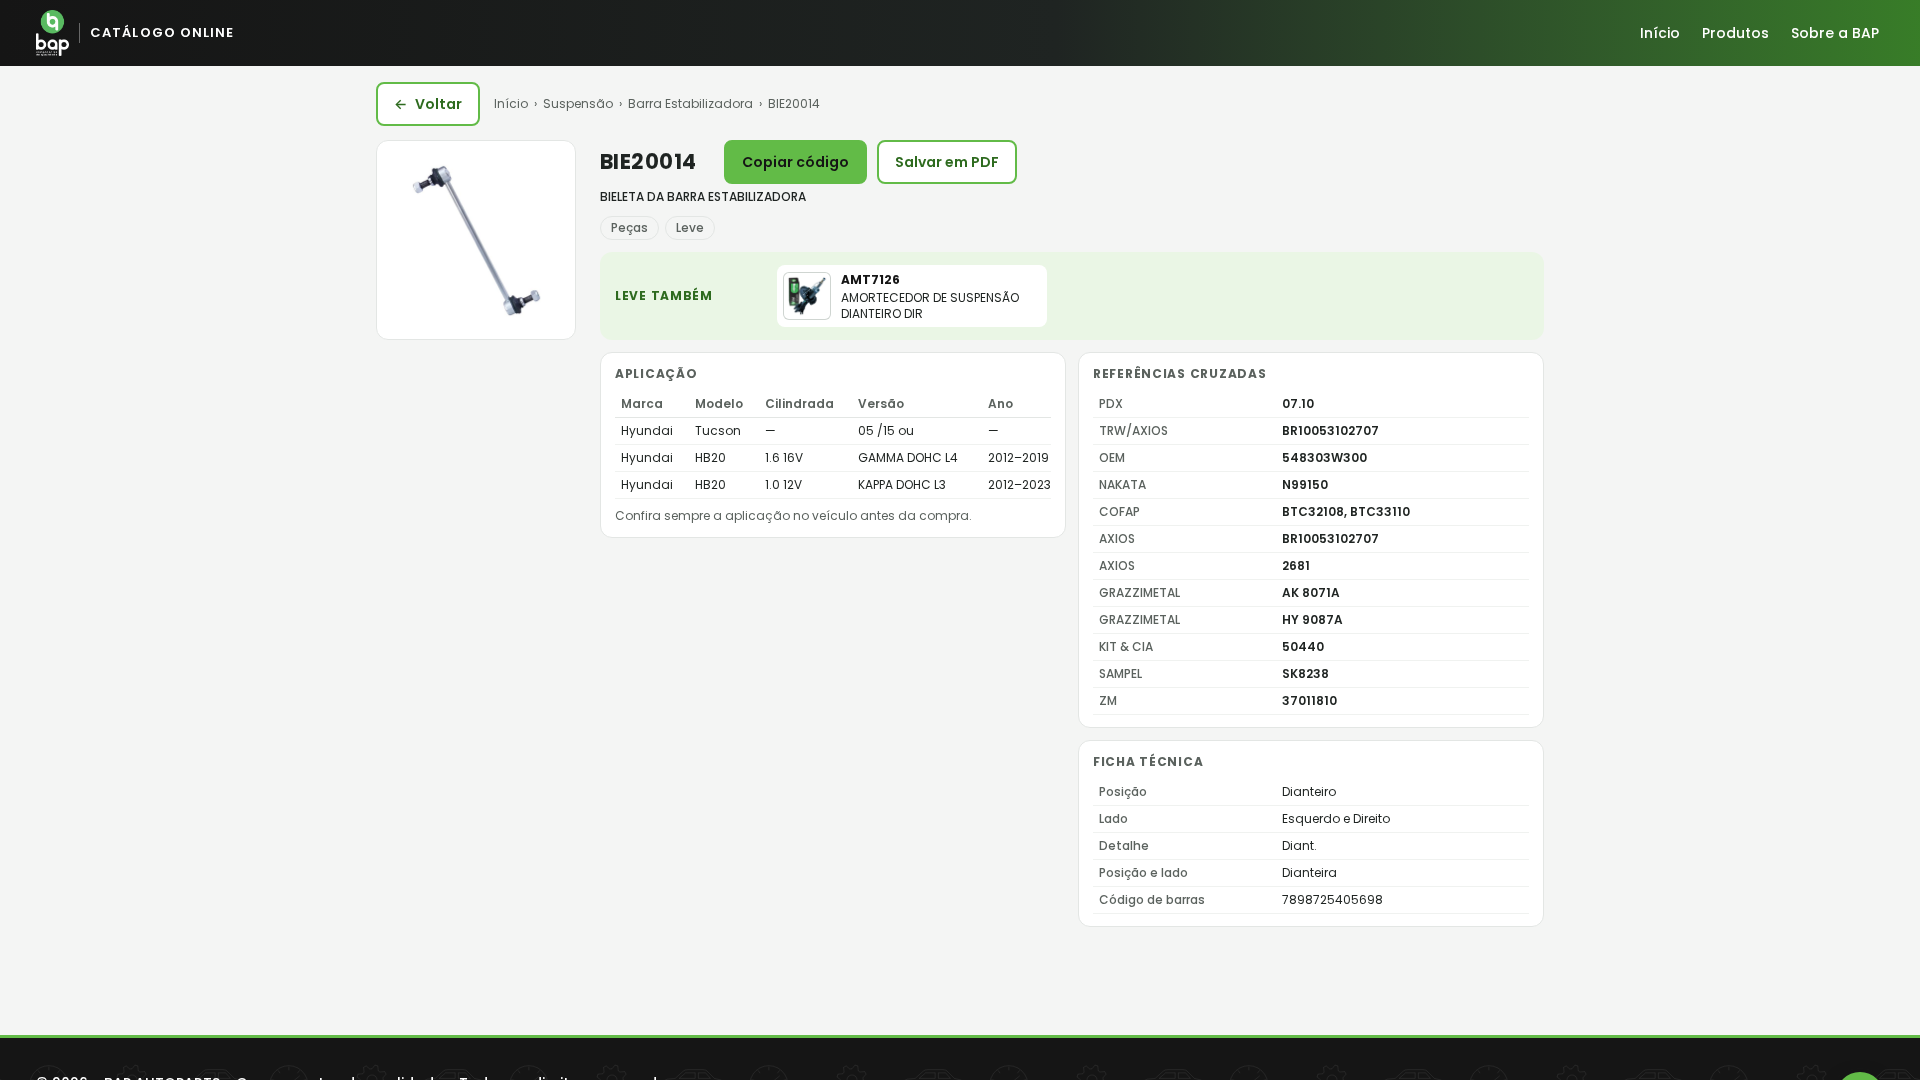 bap
CATÁLOGO ONLINE
Início
Produtos
Sobre a BAP
← Voltar
Início › Suspensão › Barra Estabilizadora › BIE20014
BIE20014
Copiar código
Salvar em PDF
BIELETA DA BARRA ESTABILIZADORA
Peças
Leve
LEVE TAMBÉM
AMT7126
AMORTECEDOR DE SUSPENSÃO
DIANTEIRO DIR
APLICAÇÃO
Marca Modelo Cilindrada Versão Ano
Hyundai Tucson — 05 /15 ou —
Hyundai HB20 1.6 16V GAMMA DOHC L4 2012–2019
Hyundai HB20 1.0 12V KAPPA DOHC L3 2012–2023
Confira sempre a aplicação no veículo antes da compra.
REFERÊNCIAS CRUZADAS
PDX 07.10
TRW/AXIOS BR10053102707
OEM 548303W300
NAKATA N99150
COFAP BTC32108, BTC33110
AXIOS BR10053102707
AXIOS 2681
GRAZZIMETAL AK 8071A
GRAZZIMETAL HY 9087A
KIT & CIA 50440
SAMPEL SK8238
ZM 37011810
FICHA TÉCNICA
Posição Dianteiro
Lado Esquerdo e Direito
Detalhe Diant.
Posição e lado Dianteira
Código de barras 7898725405698